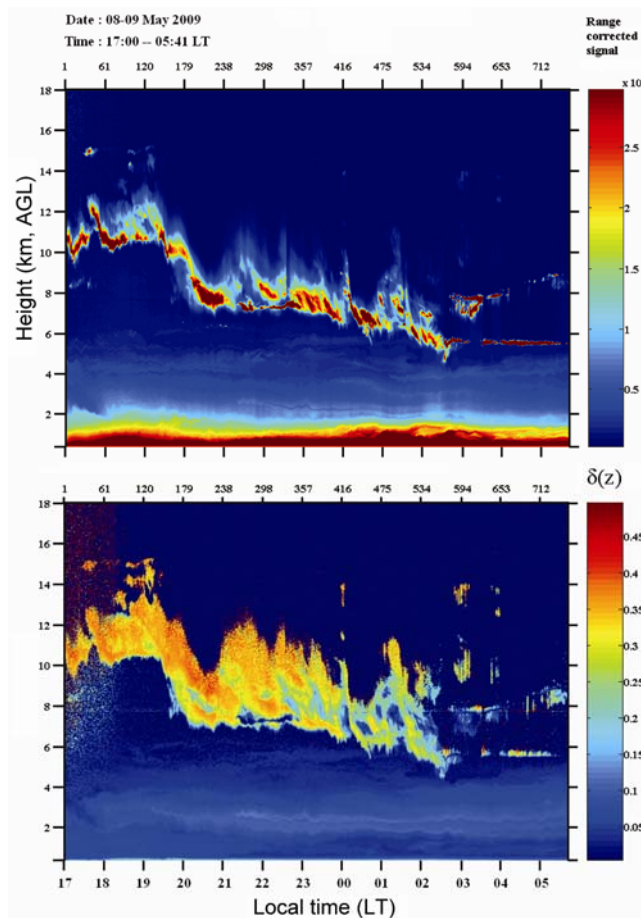 Date : 08-09 May 2009
Time : 17:00 -- 05:41 LT
Range
corrected
signal
1 61 120 179 238 298 357 416 475 534 594 653 712
x 10
18
16
14
12
10
8
6
4
2
Height (km, AGL)
2.5
2
1.5
1
0.5
0
1 61 120 179 238 298 357 416 475 534 594 653 712
δ(z)
18
16
14
12
10
8
6
4
2
0.45
0.4
0.35
0.3
0.25
0.2
0.15
0.1
0.05
17 18 19 20 21 22 23 00 01 02 03 04 05
Local time (LT)